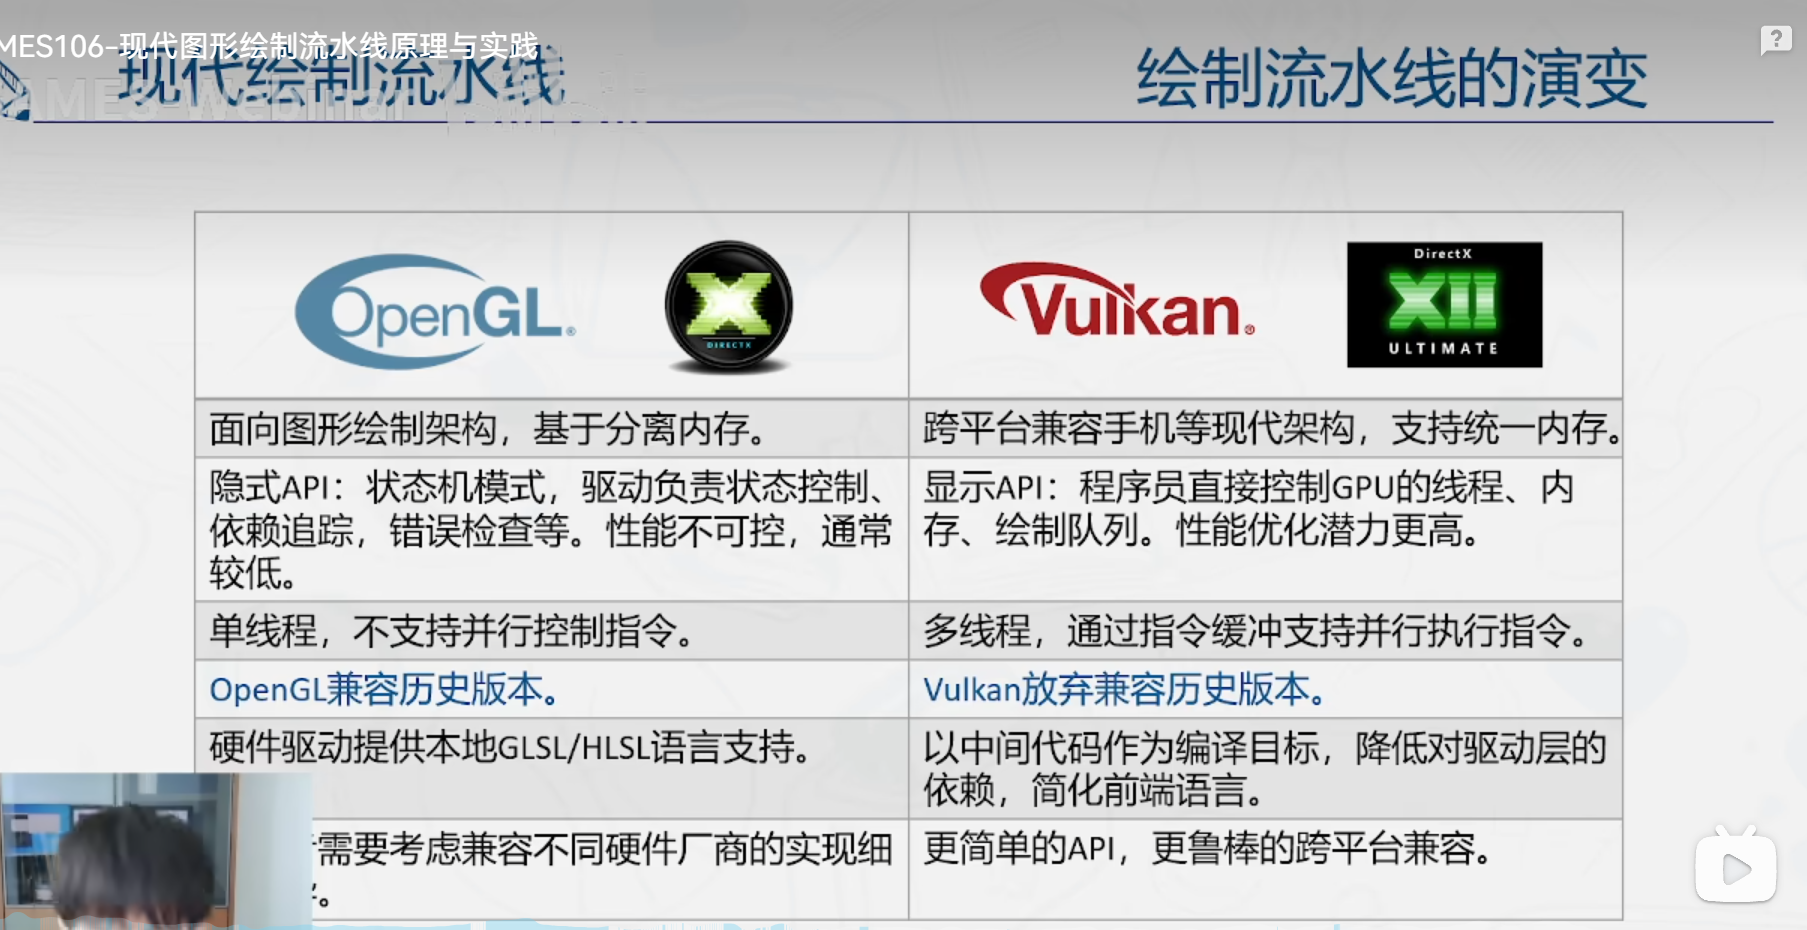 MES106-现代图形绘制流水线原理与实践
现代绘制流水线
绘制流水线的演变
AMES-Webinar
OpenGL®
DIRECTX
Vulkan®
DirectX
XII
ULTIMATE
面向图形绘制架构，基于分离内存。
跨平台兼容手机等现代架构，支持统一内存。
隐式API：状态机模式，驱动负责状态控制、
依赖追踪，错误检查等。性能不可控，通常
较低。
显示API：程序员直接控制GPU的线程、内
存、绘制队列。性能优化潜力更高。
单线程，不支持并行控制指令。
多线程，通过指令缓冲支持并行执行指令。
OpenGL兼容历史版本。
Vulkan放弃兼容历史版本。
硬件驱动提供本地GLSL/HLSL语言支持。
以中间代码作为编译目标，降低对驱动层的
依赖，简化前端语言。
需要考虑兼容不同硬件厂商的实现细
。
更简单的API，更鲁棒的跨平台兼容。